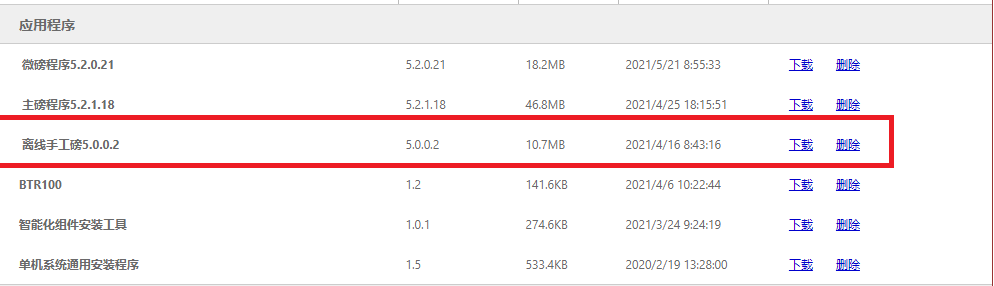 应用程序
微磅程序5.2.0.21 5.2.0.21 18.2MB 2021/5/21 8:55:33 下载 删除
主磅程序5.2.1.18 5.2.1.18 46.8MB 2021/4/25 18:15:51 下载 删除
离线手工磅5.0.0.2 5.0.0.2 10.7MB 2021/4/16 8:43:16 下载 删除
BTR100 1.2 141.6KB 2021/4/6 10:22:44 下载 删除
智能化组件安装工具 1.0.1 274.6KB 2021/3/24 9:24:19 下载 删除
单机系统通用安装程序 1.5 533.4KB 2020/2/19 13:28:00 下载 删除